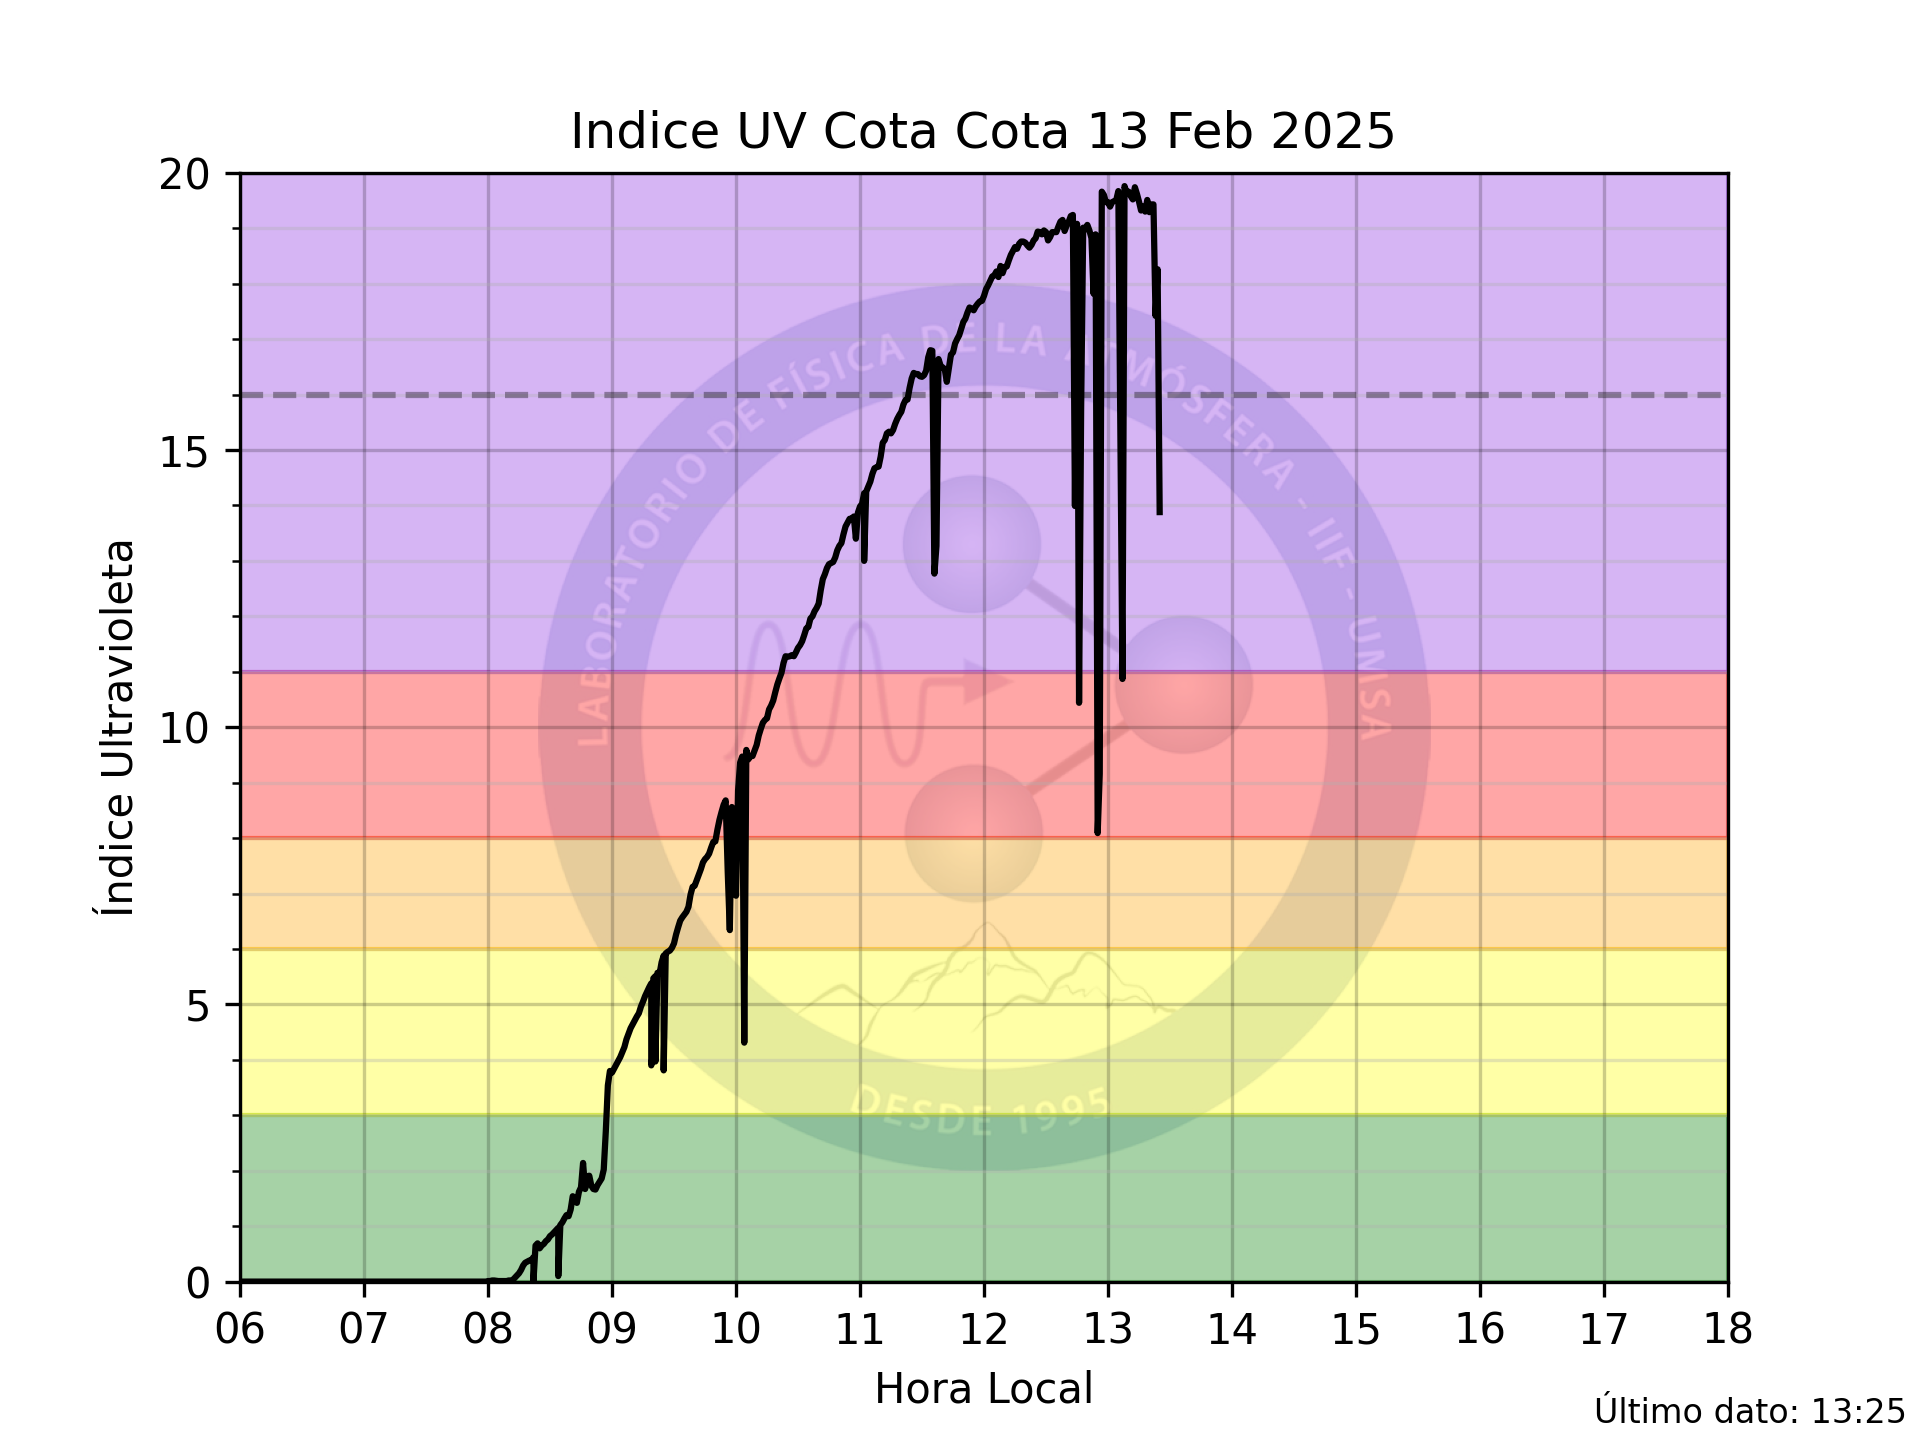 Indice UV Cota Cota 13 Feb 2025
20
15
10
5
0
Índice Ultravioleta
LABORATORIO DE FÍSICA DE LA ATMÓSFERA - IIF - UMSA
DESDE 1995
06 07 08 09 10 11 12 13 14 15 16 17 18
Hora Local
Último dato: 13:25